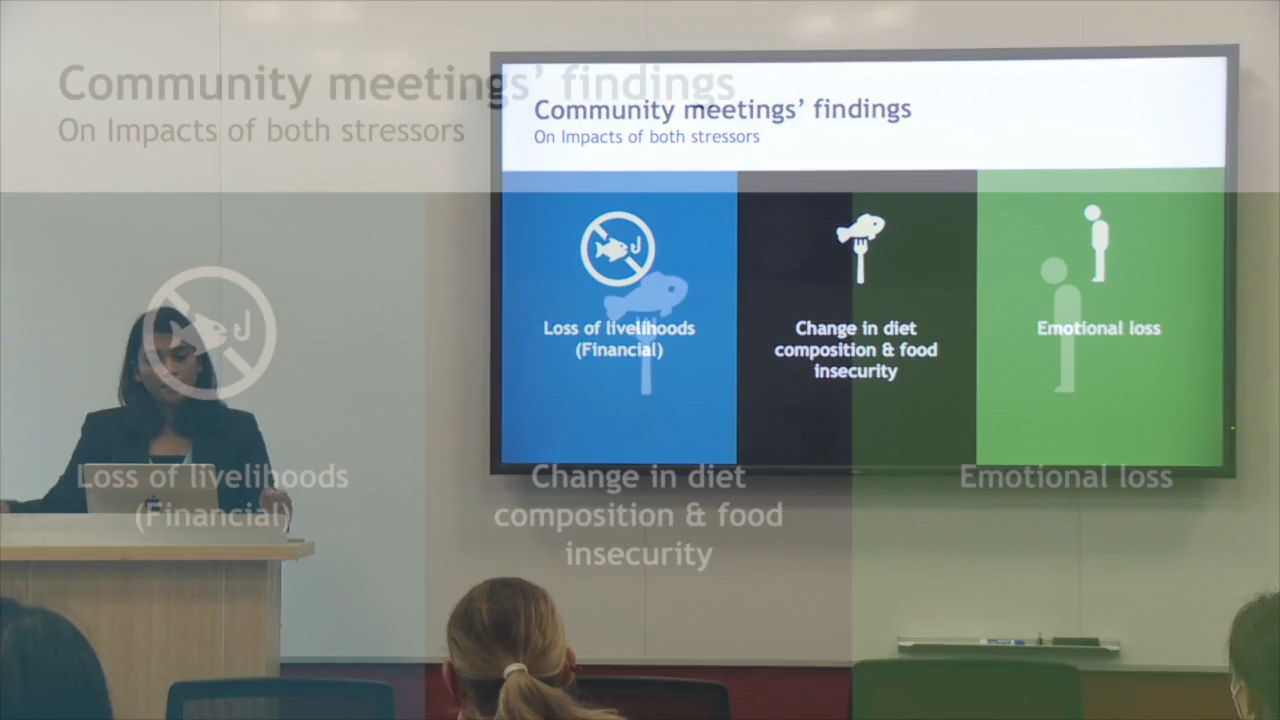 Community meetings’ findings
On Impacts of both stressors
Loss of livelihoods
(Financial)
Change in diet
composition & food
insecurity
Emotional loss
Community meetings’ findings
On Impacts of both stressors
Loss of livelihoods
(Financial)
Change in diet
composition & food
insecurity
Emotional loss